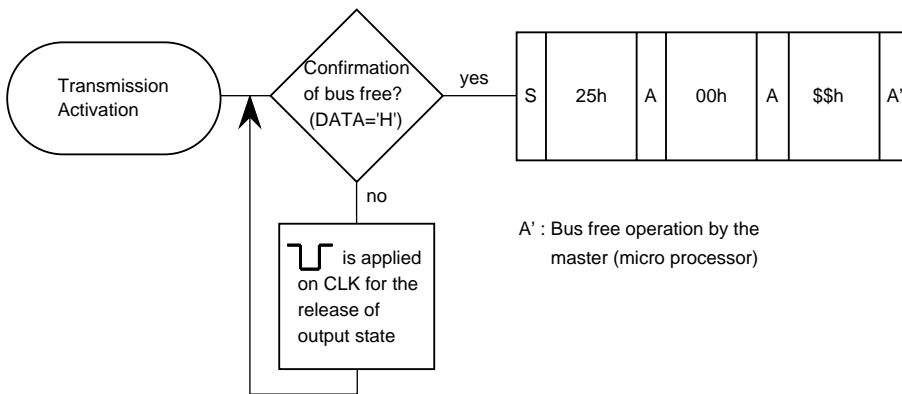 Transmission
Activation
Confirmation
of bus free?
(DATA='H')
yes
no
is applied
on CLK for the
release of
output state
S
25h
A
00h
A
$$h
A'
A' : Bus free operation by the
master (micro processor)